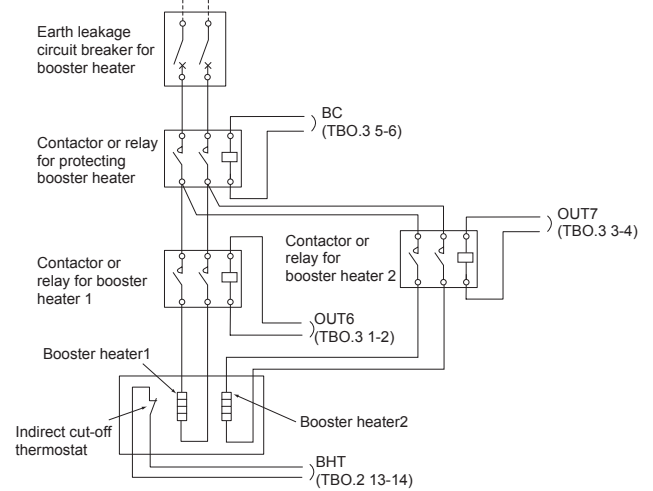 Earth leakage
circuit breaker for
booster heater
BC
(TBO.3 5-6)
Contactor or relay
for protecting
booster heater
OUT7
(TBO.3 3-4)
Contactor or
relay for
booster heater 2
Contactor or
relay for booster
heater 1
OUT6
(TBO.3 1-2)
Booster heater1
Booster heater2
Indirect cut-off
thermostat
BHT
(TBO.2 13-14)